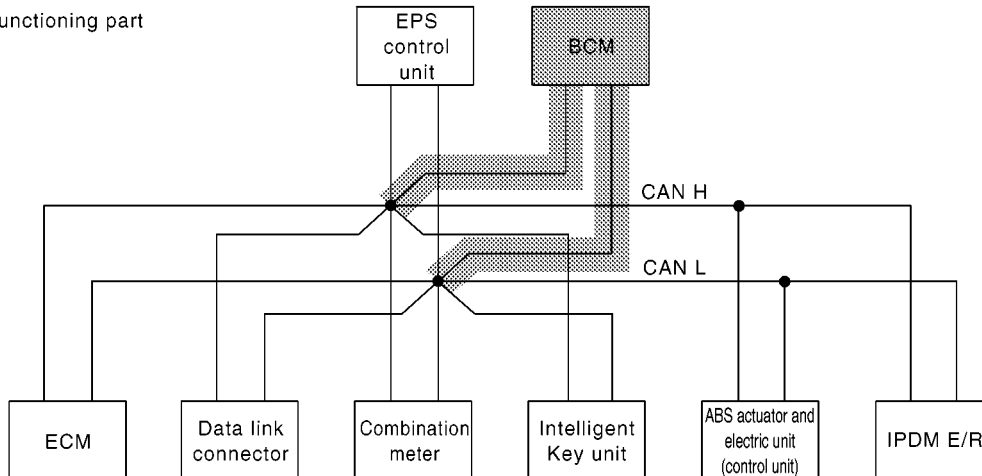 unctioning part
EPS
control
unit
BCM
CAN H
CAN L
ECM
Data link
connector
Combination
meter
Intelligent
Key unit
ABS actuator and
electric unit
(control unit)
IPDM E/R